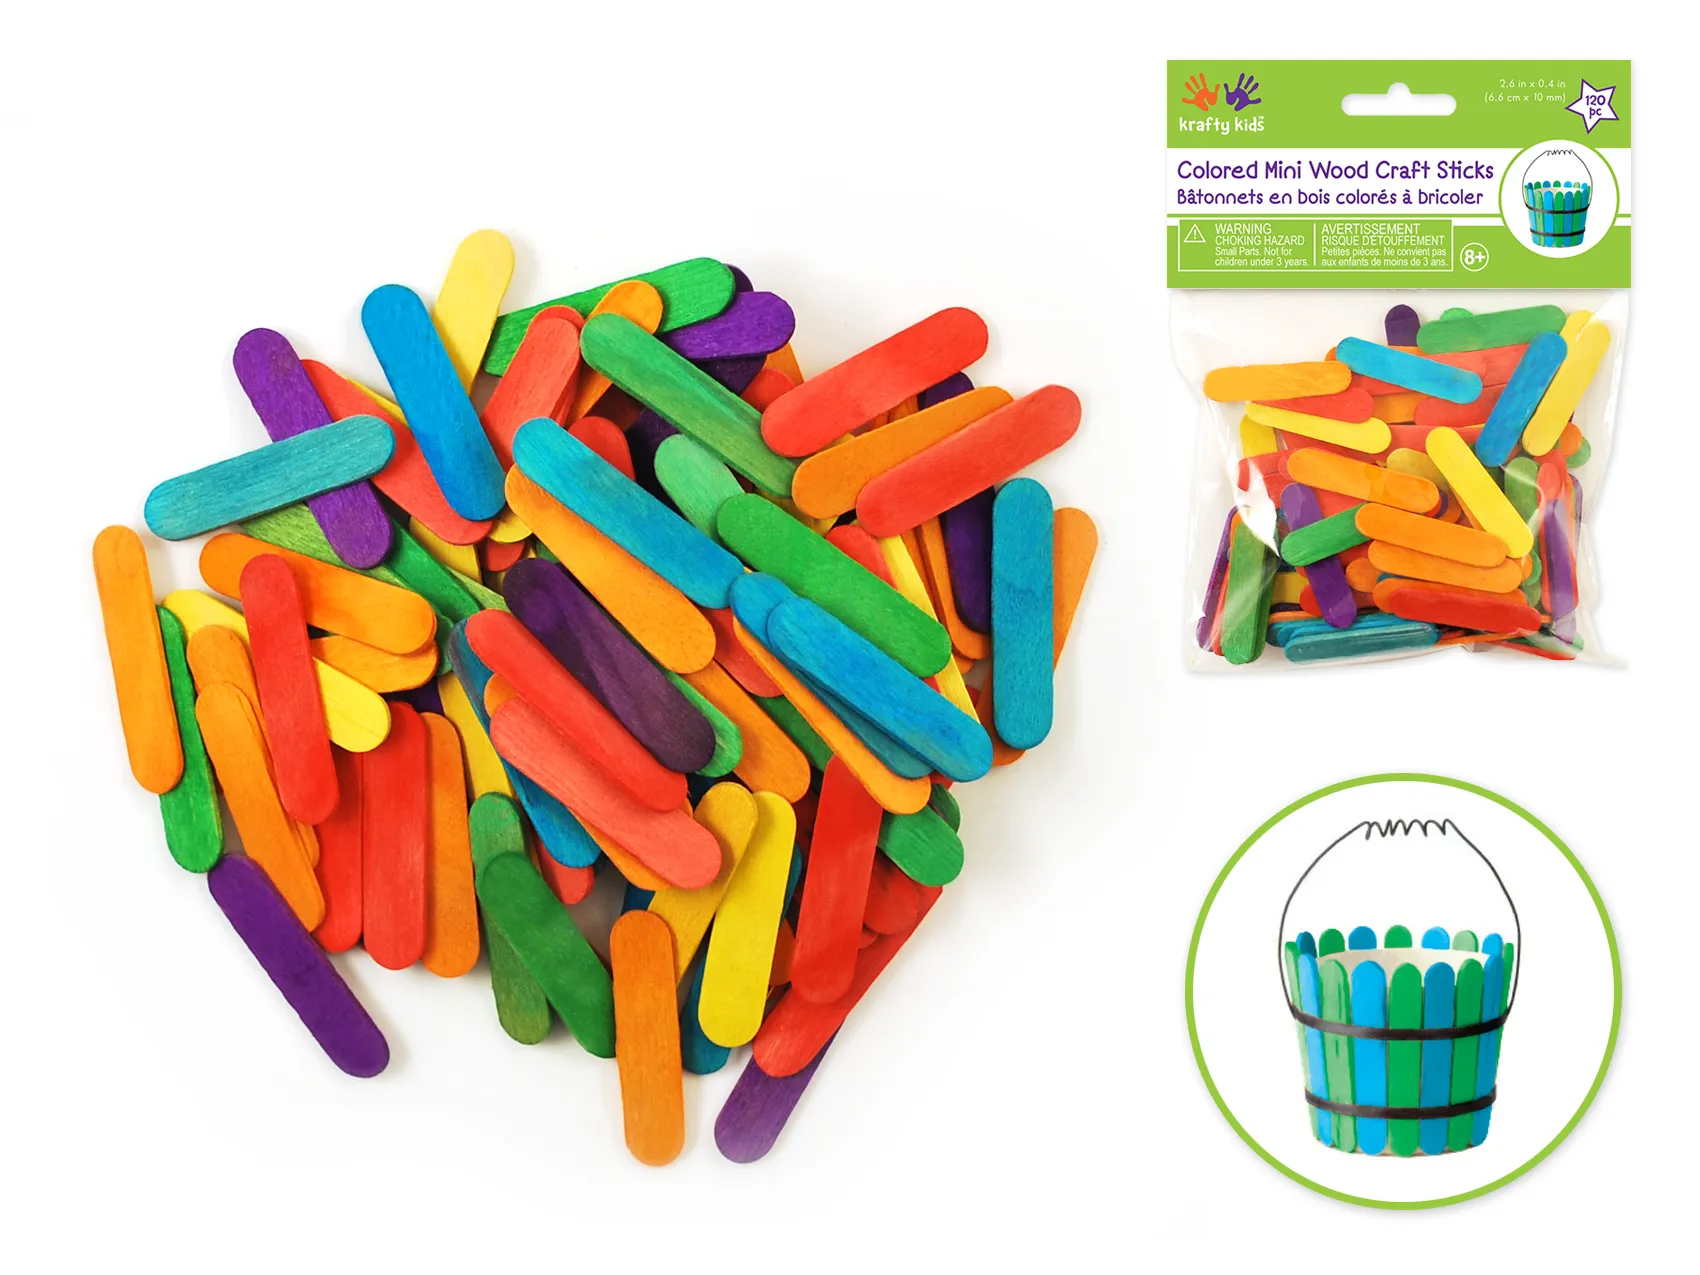 krafty kids™
2.6 in x 0.4 in
(6.6 cm x 10 mm)
120
pc
Colored Mini Wood Craft Sticks
Bâtonnets en bois colorés à bricoler
WARNING
CHOKING HAZARD
Small Parts. Not for
children under 3 years.
AVERTISSEMENT
RISQUE D'ÉTOUFFEMENT
Petites pièces. Ne convient pas
aux enfants de moins de 3 ans.
8+